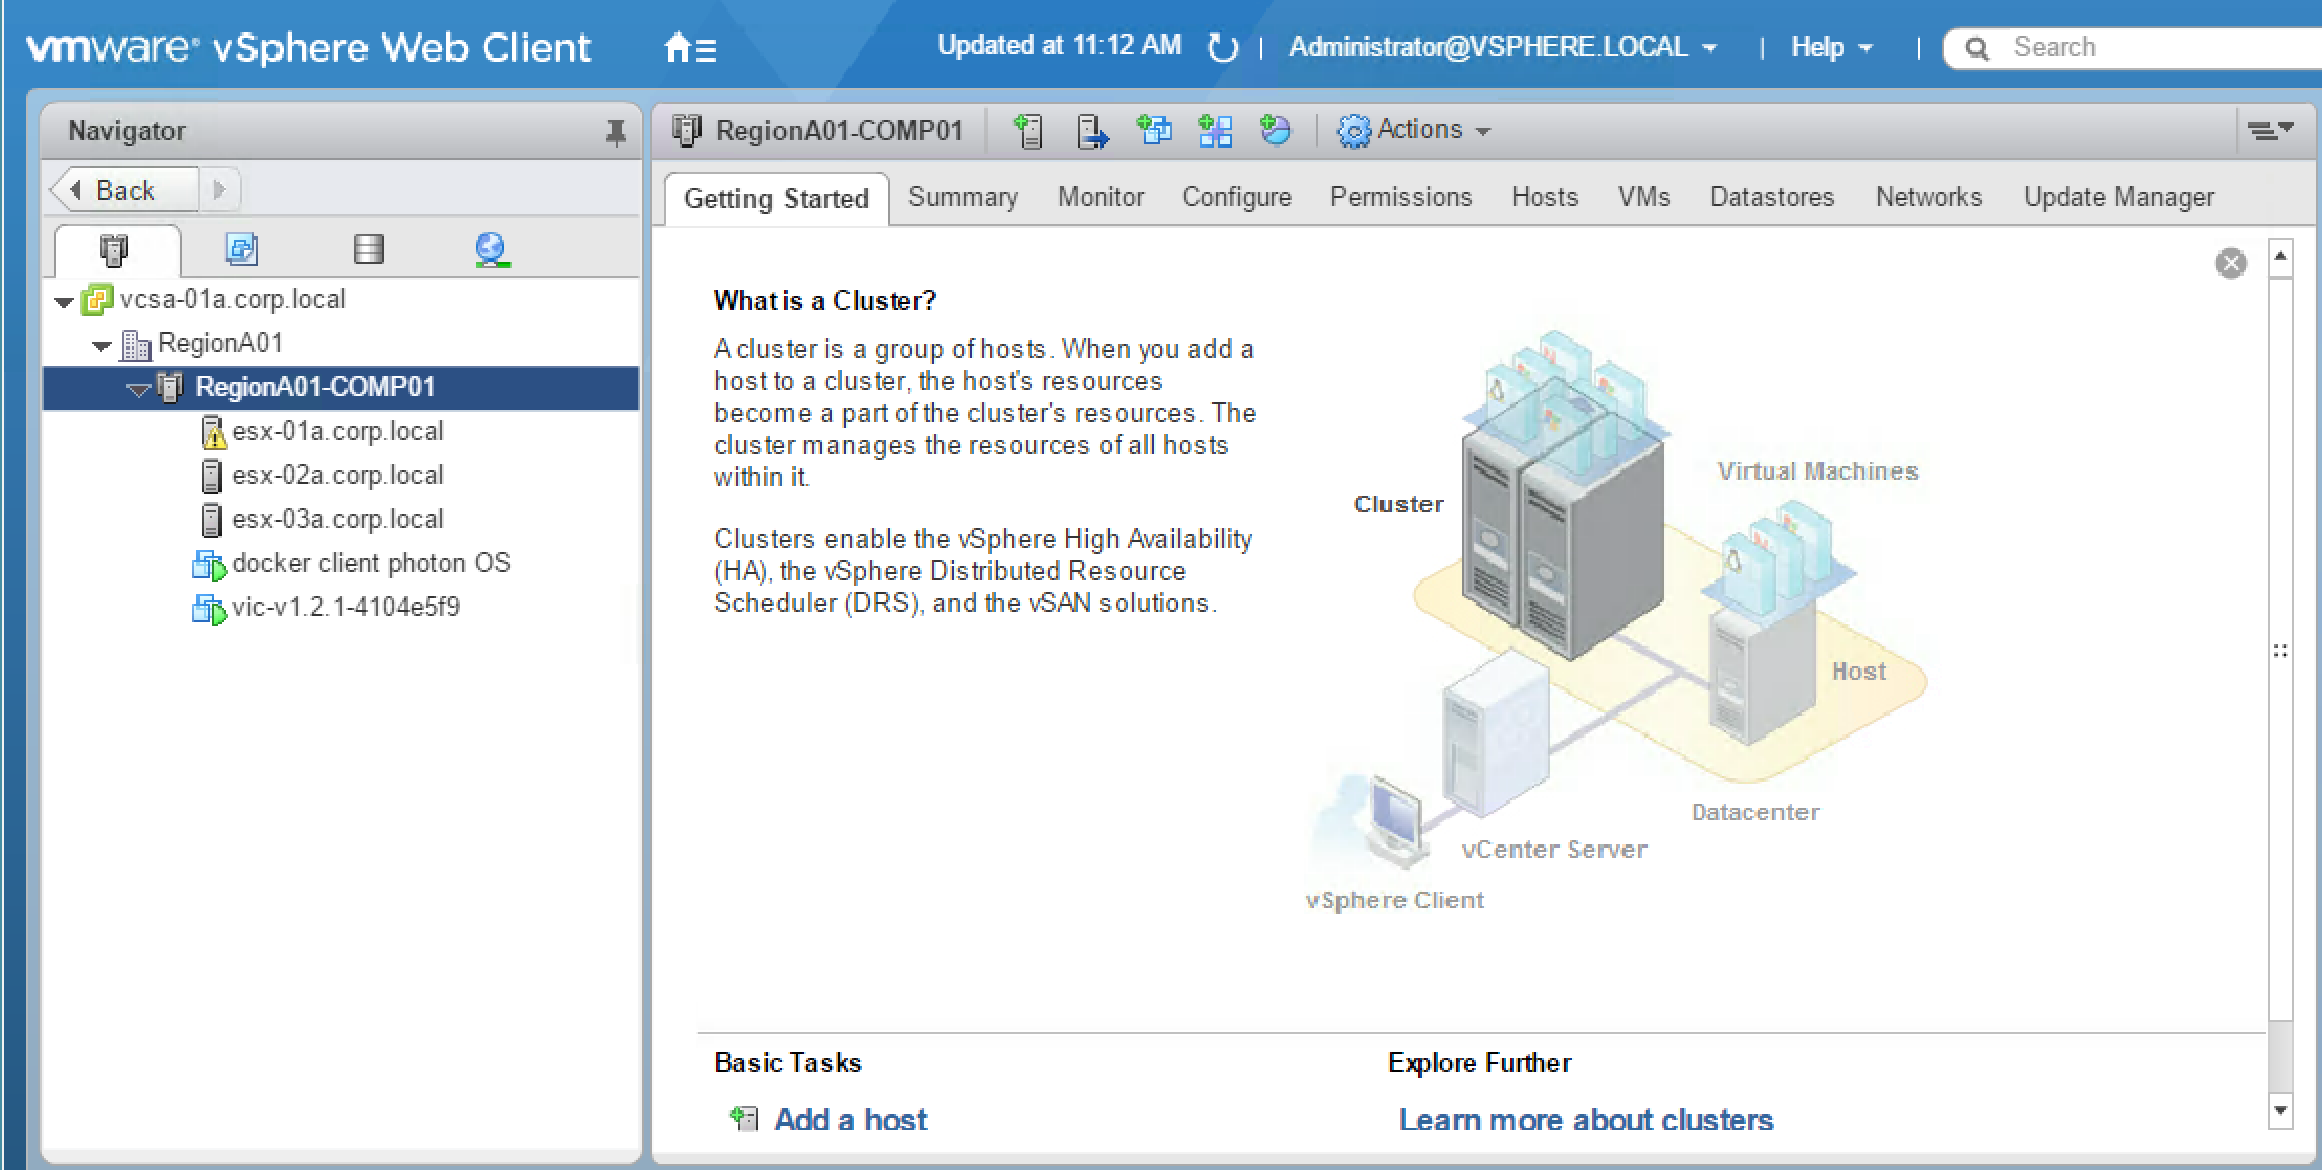 vmware® vSphere Web Client
Updated at 11:12 AM | Administrator@VSPHERE.LOCAL | Help | Search
Navigator
Back
vcsa-01a.corp.local
RegionA01
RegionA01-COMP01
esx-01a.corp.local
esx-02a.corp.local
esx-03a.corp.local
docker client photon OS
vic-v1.2.1-4104e5f9
RegionA01-COMP01
Actions
Getting Started Summary Monitor Configure Permissions Hosts VMs Datastores Networks Update Manager
What is a Cluster?
A cluster is a group of hosts. When you add a
host to a cluster, the host's resources
become a part of the cluster's resources. The
cluster manages the resources of all hosts
within it.
Clusters enable the vSphere High Availability
(HA), the vSphere Distributed Resource
Scheduler (DRS), and the vSAN solutions.
Cluster
Virtual Machines
Host
Datacenter
vCenter Server
vSphere Client
Basic Tasks
Add a host
Explore Further
Learn more about clusters